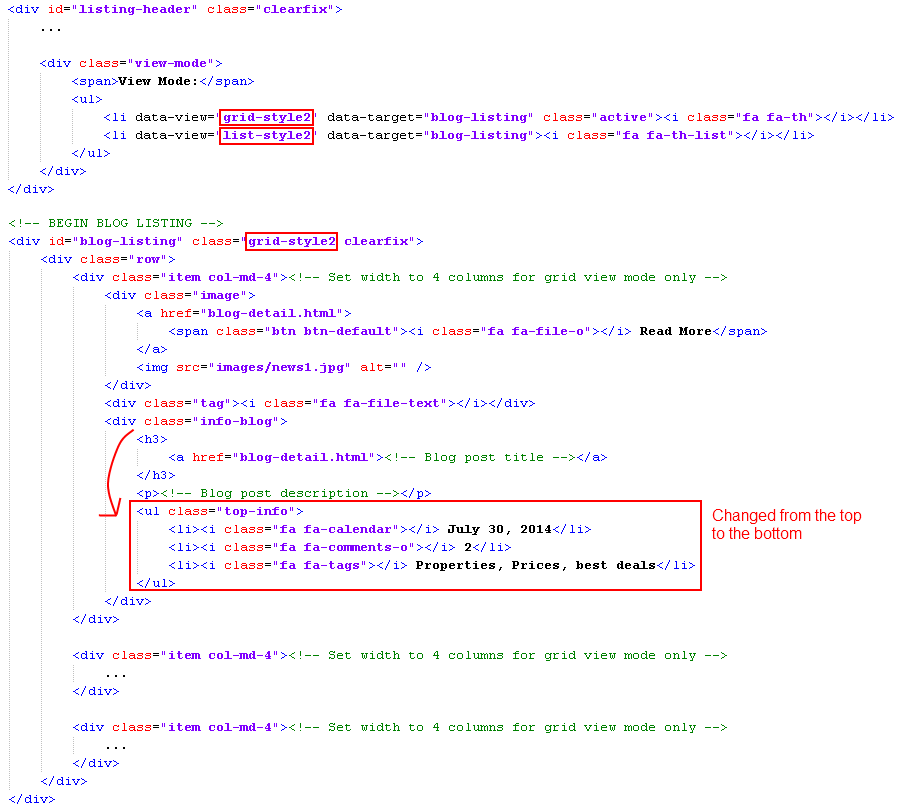 <div id="listing-header" class="clearfix">
...
<div class="view-mode">
<span>View Mode:</span>
<ul>
<li data-view="grid-style2" data-target="blog-listing" class="active"><i class="fa fa-th"></i></li>
<li data-view="list-style2" data-target="blog-listing"><i class="fa fa-th-list"></i></li>
</ul>
</div>
</div>
<!-- BEGIN BLOG LISTING -->
<div id="blog-listing" class="grid-style2 clearfix">
<div class="row">
<div class="item col-md-4"><!-- Set width to 4 columns for grid view mode only -->
<div class="image">
<a href="blog-detail.html">
<span class="btn btn-default"><i class="fa fa-file-o"></i> Read More</span>
</a>
<img src="images/news1.jpg" alt="" />
</div>
<div class="tag"><i class="fa fa-file-text"></i></div>
<div class="info-blog">
<h3>
<a href="blog-detail.html"><!-- Blog post title --></a>
</h3>
<p><!-- Blog post description --></p>
<ul class="top-info">
<li><i class="fa fa-calendar"></i> July 30, 2014</li>
<li><i class="fa fa-comments-o"></i> 2</li>
<li><i class="fa fa-tags"></i> Properties, Prices, best deals</li>
</ul>
Changed from the top
to the bottom
</div>
</div>
<div class="item col-md-4"><!-- Set width to 4 columns for grid view mode only -->
...
</div>
<div class="item col-md-4"><!-- Set width to 4 columns for grid view mode only -->
...
</div>
</div>
</div>